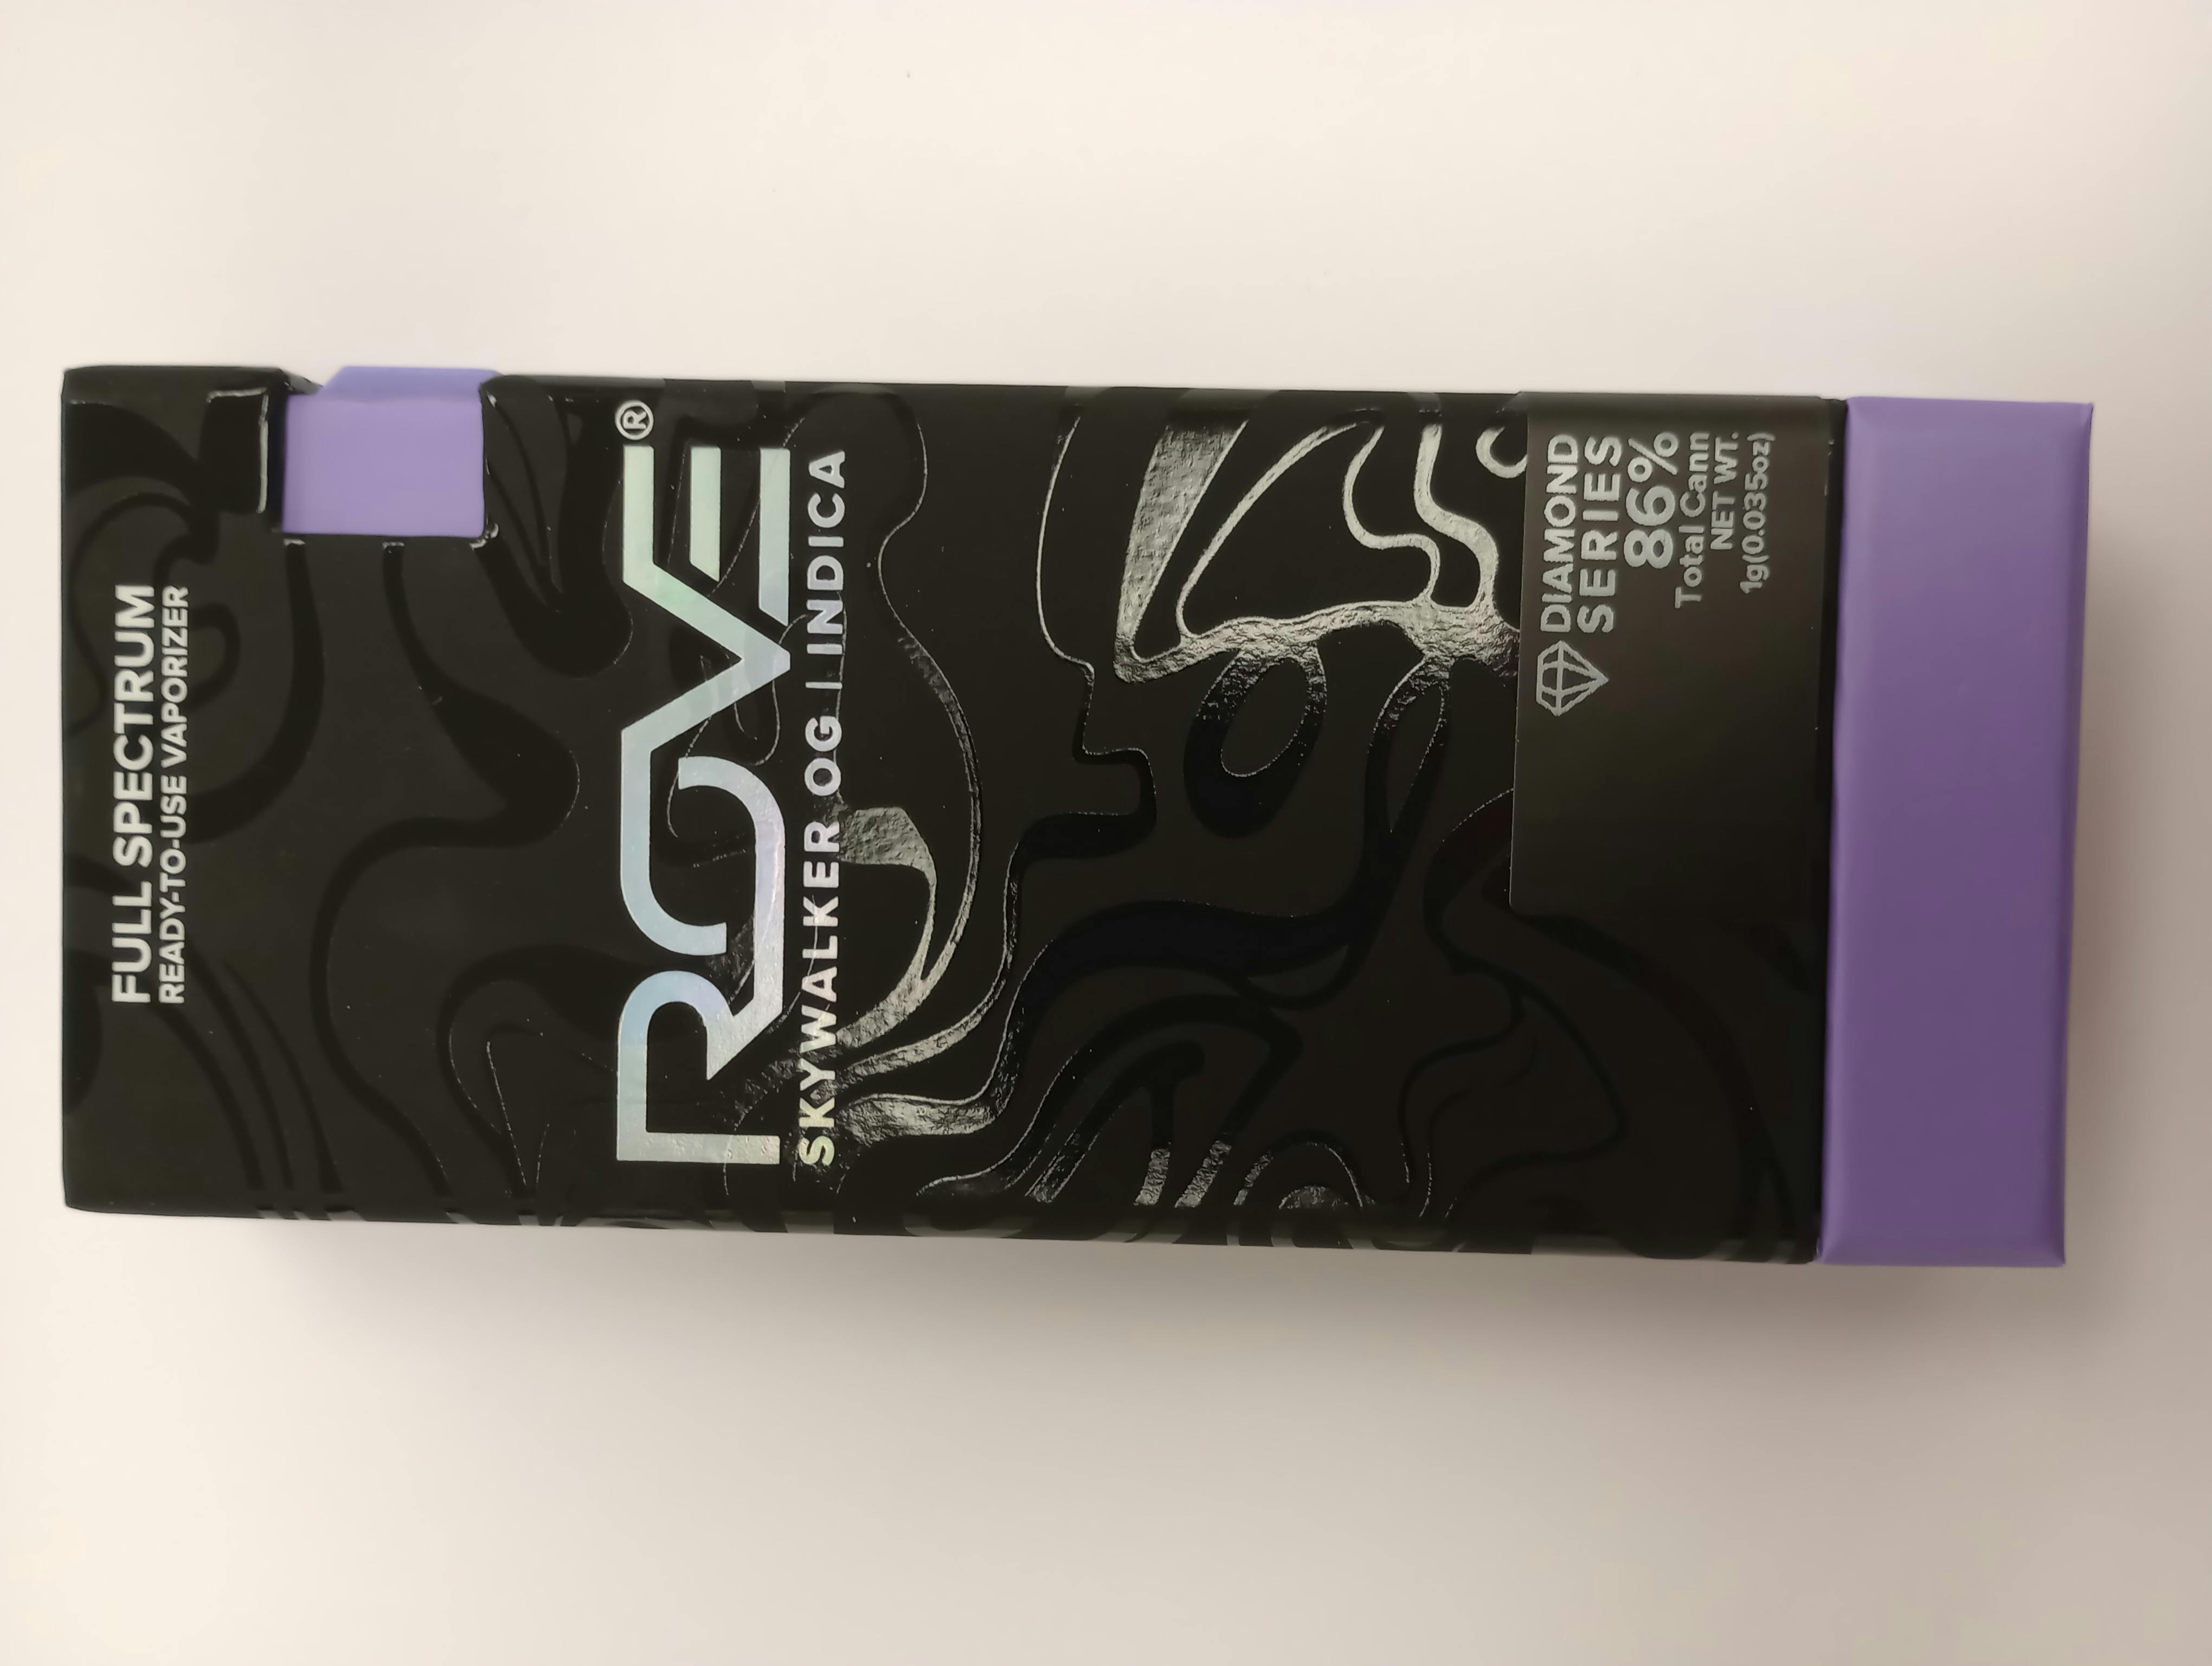 FULL SPECTRUM
READY-TO-USE VAPORIZER
ROVE®
SKYWALKER OG | INDICA
DIAMOND
SERIES
86%
Total Cann
NET WT.
1g(0.035oz)